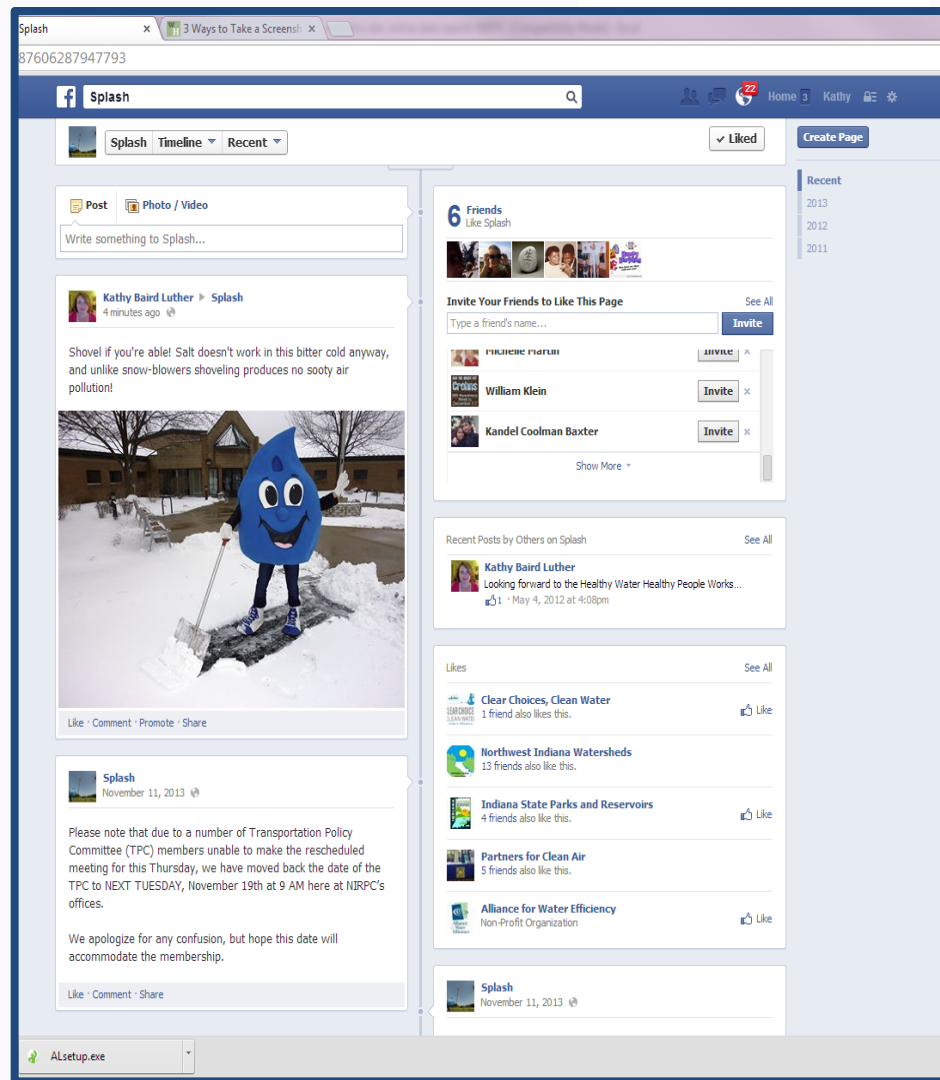 Splash × 3 Ways to Take a Screensh ×
87606287947793
f Splash 22 Home 3 Kathy
Splash Timeline Recent Liked Create Page
Recent
2013
2012
2011
Post Photo / Video
Write something to Splash...
Kathy Baird Luther Splash
4 minutes ago
Shovel if you're able! Salt doesn't work in this bitter cold anyway,
and unlike snow-blowers shoveling produces no sooty air
pollution!
Like · Comment · Promote · Share
Splash
November 11, 2013
Please note that due to a number of Transportation Policy
Committee (TPC) members unable to make the rescheduled
meeting for this Thursday, we have moved back the date of the
TPC to NEXT TUESDAY, November 19th at 9 AM here at NIRPC's
offices.
We apologize for any confusion, but hope this date will
accommodate the membership.
Like · Comment · Share
6 Friends
Like Splash
Invite Your Friends to Like This Page See All
Type a friend's name... Invite
Michelle Martin Invite ×
William Klein Invite ×
Kandel Coolman Baxter Invite ×
Show More
Recent Posts by Others on Splash See All
Kathy Baird Luther
Looking forward to the Healthy Water Healthy People Works...
1 · May 4, 2012 at 4:08pm
Likes See All
Clear Choices, Clean Water
1 friend also likes this. Like
Northwest Indiana Watersheds
13 friends also like this.
Indiana State Parks and Reservoirs
4 friends also like this. Like
Partners for Clean Air
5 friends also like this.
Alliance for Water Efficiency
Non-Profit Organization Like
Splash
November 11, 2013
ALsetup.exe